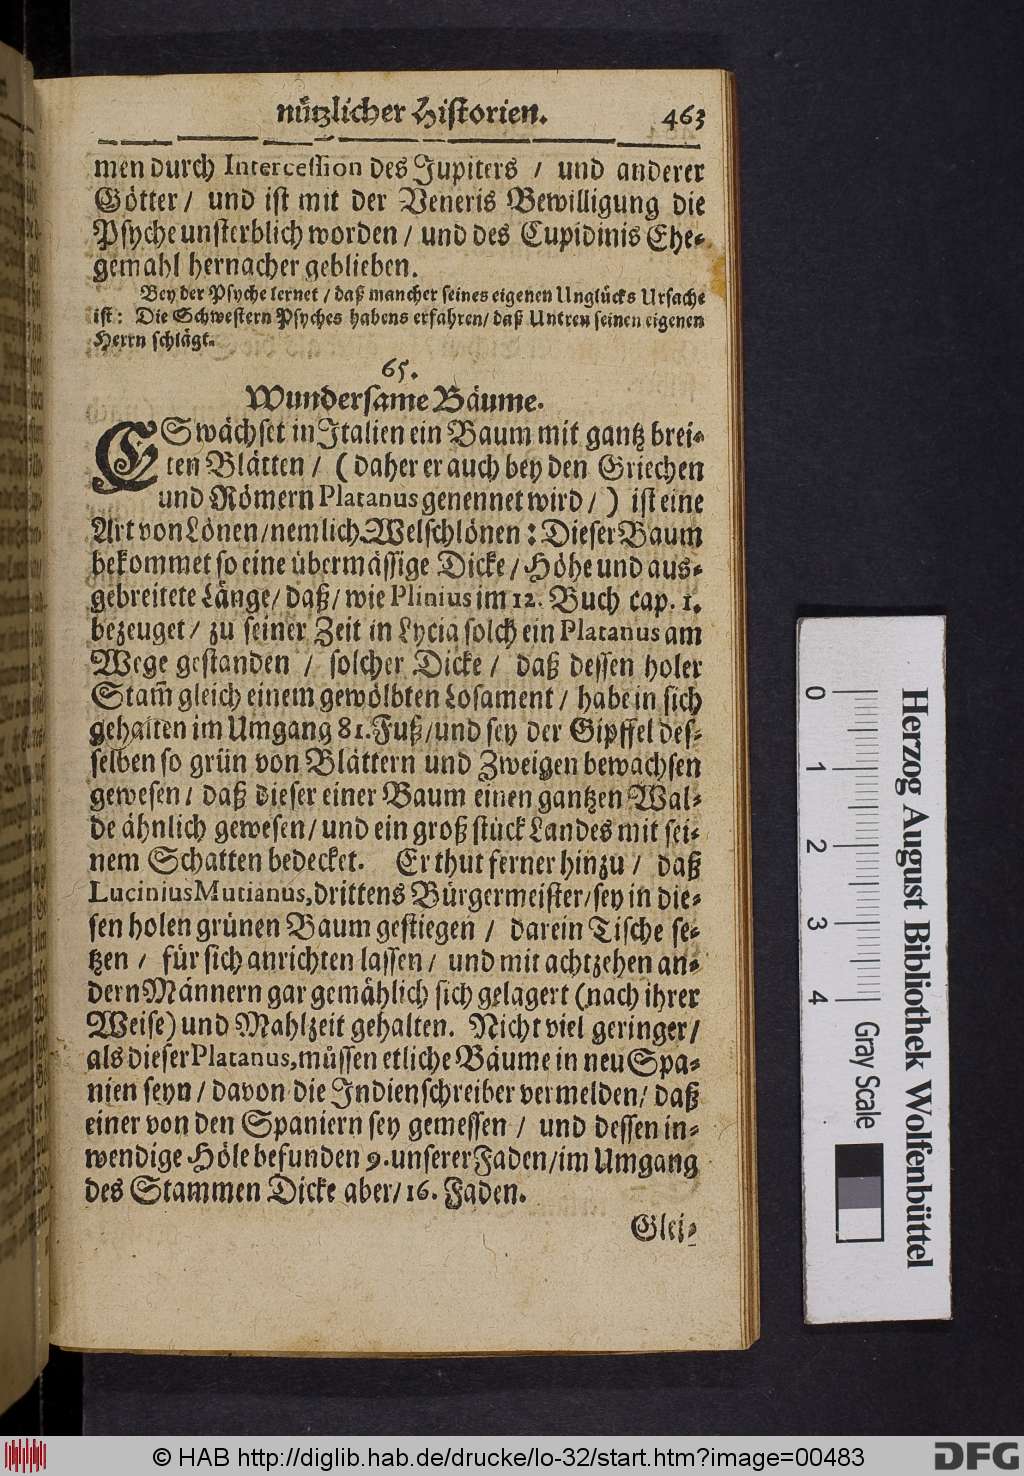 nützlicher Historien. 463
men durch Intercession des Jupiters / und anderer
Götter / und ist mit der Veneris Bewilligung die
Psyche unsterblich worden / und des Cupidinis Ehe-
gemahl hernacher geblieben.
Bey der Psyche lernet / daß mancher seines eigenen Unglücks Ursache
ist: Die Schwestern Psyches habens erfahren / daß Untreu seinen eigenen
Herrn schlägt.
65.
Wundersame Bäume.
ES wächset in Italien ein Baum mit gantz brei-
ten Blätten / ( daher er auch bey den Griechen
und Römern Platanus genennet wird / ) ist eine
Art von Lönen / nemlich Welschlönen : Dieser Baum
bekommet so eine übermässige Dicke / Höhe und aus-
gebreitete Länge / daß / wie Plinius im 12. Buch cap. 1.
bezeuget / zu seiner Zeit in Lycia solch ein Platanus am
Wege gestanden / solcher Dicke / daß dessen holer
Stam̃ gleich einem gewölbten Losament / habe in sich
gehalten im Umgang 81. Fuß / und sey der Gipffel des-
selben so grün von Blättern und Zweigen bewachsen
gewesen / daß dieser einer Baum einen gantzen Wal-
de ähnlich gewesen / und ein groß stück Landes mit sei-
nem Schatten bedecket. Er thut ferner hinzu / daß
Lucinius Mutianus, drittens Bürgermeister / sey in die-
sen holen grünen Baum gestiegen / darein Tische se-
tzen / für sich anrichten lassen / und mit achtzehen an-
dern Männern gar gemählich sich gelagert (nach ihrer
Weise) und Mahlzeit gehalten. Nicht viel geringer /
als dieser Platanus, müssen etliche Bäume in neu Spa-
nien seyn / davon die Indienschreiber vermelden / daß
einer von den Spaniern sey gemessen / und dessen in-
wendige Höle befunden 9. unserer Faden / im Umgang
des Stammen Dicke aber / 16. Faden.
Glei-
0 1 2 3 4 Gray Scale
Herzog August Bibliothek Wolfenbüttel
© HAB http://diglib.hab.de/drucke/lo-32/start.htm?image=00483
DFG